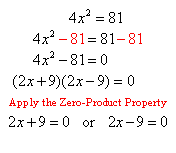 4x² = 81
4x² − 81 = 81 − 81
4x² − 81 = 0
(2x + 9)(2x − 9) = 0
Apply the Zero-Product Property
2x + 9 = 0 or 2x − 9 = 0